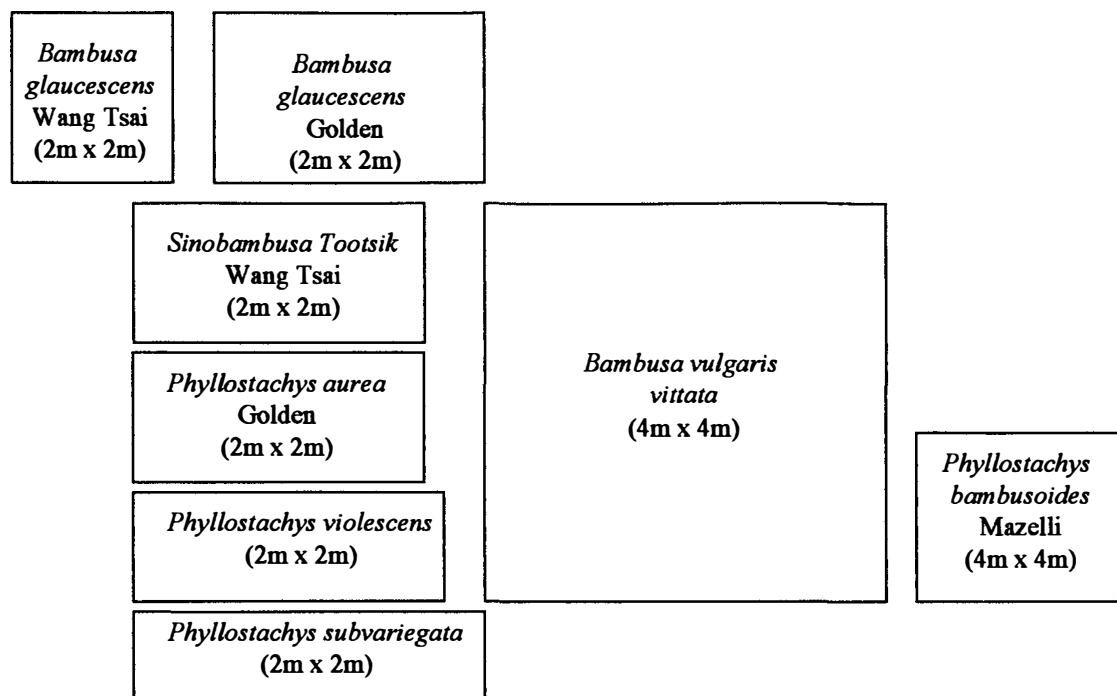 Bambusa
glaucescens
Wang Tsai
(2m x 2m)
Bambusa
glaucescens
Golden
(2m x 2m)
Sinobambusa Tootsik
Wang Tsai
(2m x 2m)
Phyllostachys aurea
Golden
(2m x 2m)
Phyllostachys violescens
(2m x 2m)
Phyllostachys subvariegata
(2m x 2m)
Bambusa vulgaris
vittata
(4m x 4m)
Phyllostachys
bambusoides
Mazelli
(4m x 4m)